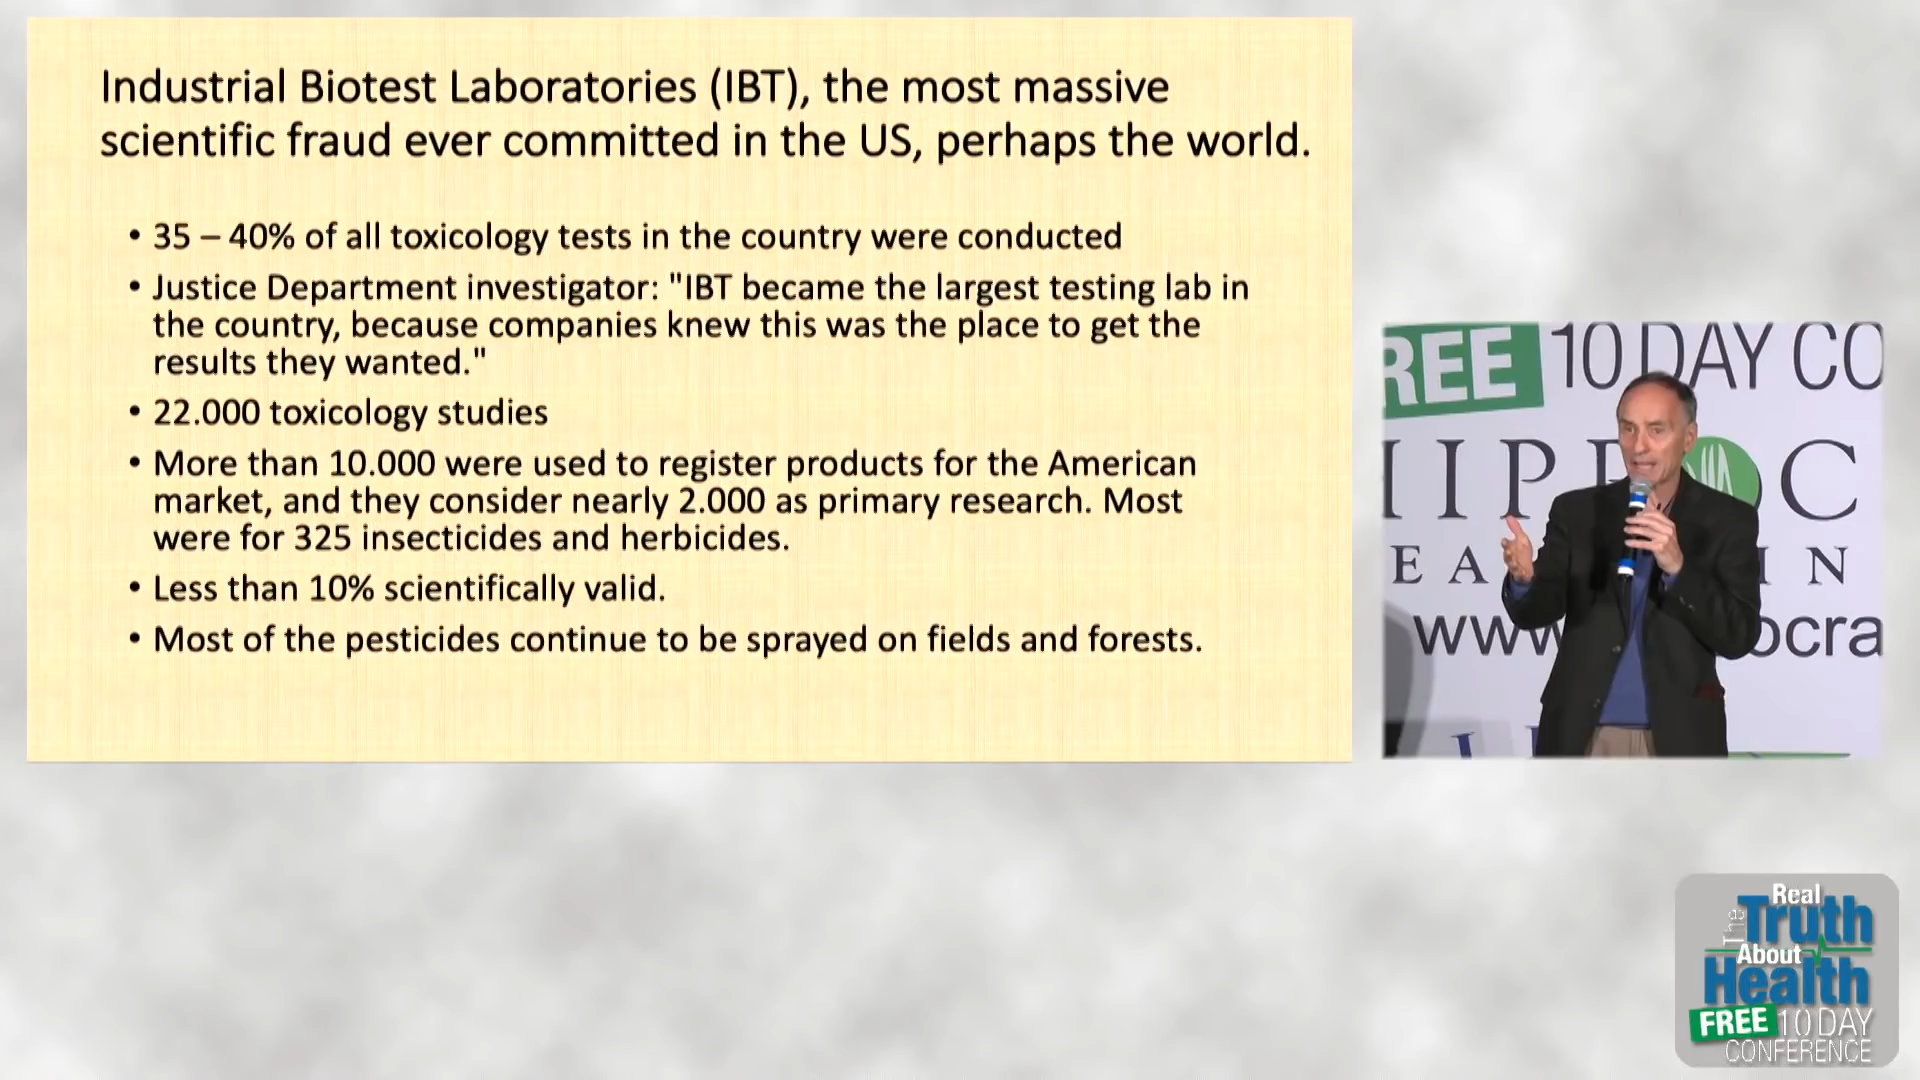 Industrial Biotest Laboratories (IBT), the most massive
scientific fraud ever committed in the US, perhaps the world.
• 35 – 40% of all toxicology tests in the country were conducted
• Justice Department investigator: "IBT became the largest testing lab in
the country, because companies knew this was the place to get the
results they wanted."
• 22.000 toxicology studies
• More than 10.000 were used to register products for the American
market, and they consider nearly 2.000 as primary research. Most
were for 325 insecticides and herbicides.
• Less than 10% scientifically valid.
• Most of the pesticides continue to be sprayed on fields and forests.
REE 10 DAY CO
IPP C
EA IN
www ocra
The Real
Truth
About
Health
FREE 10 DAY
CONFERENCE